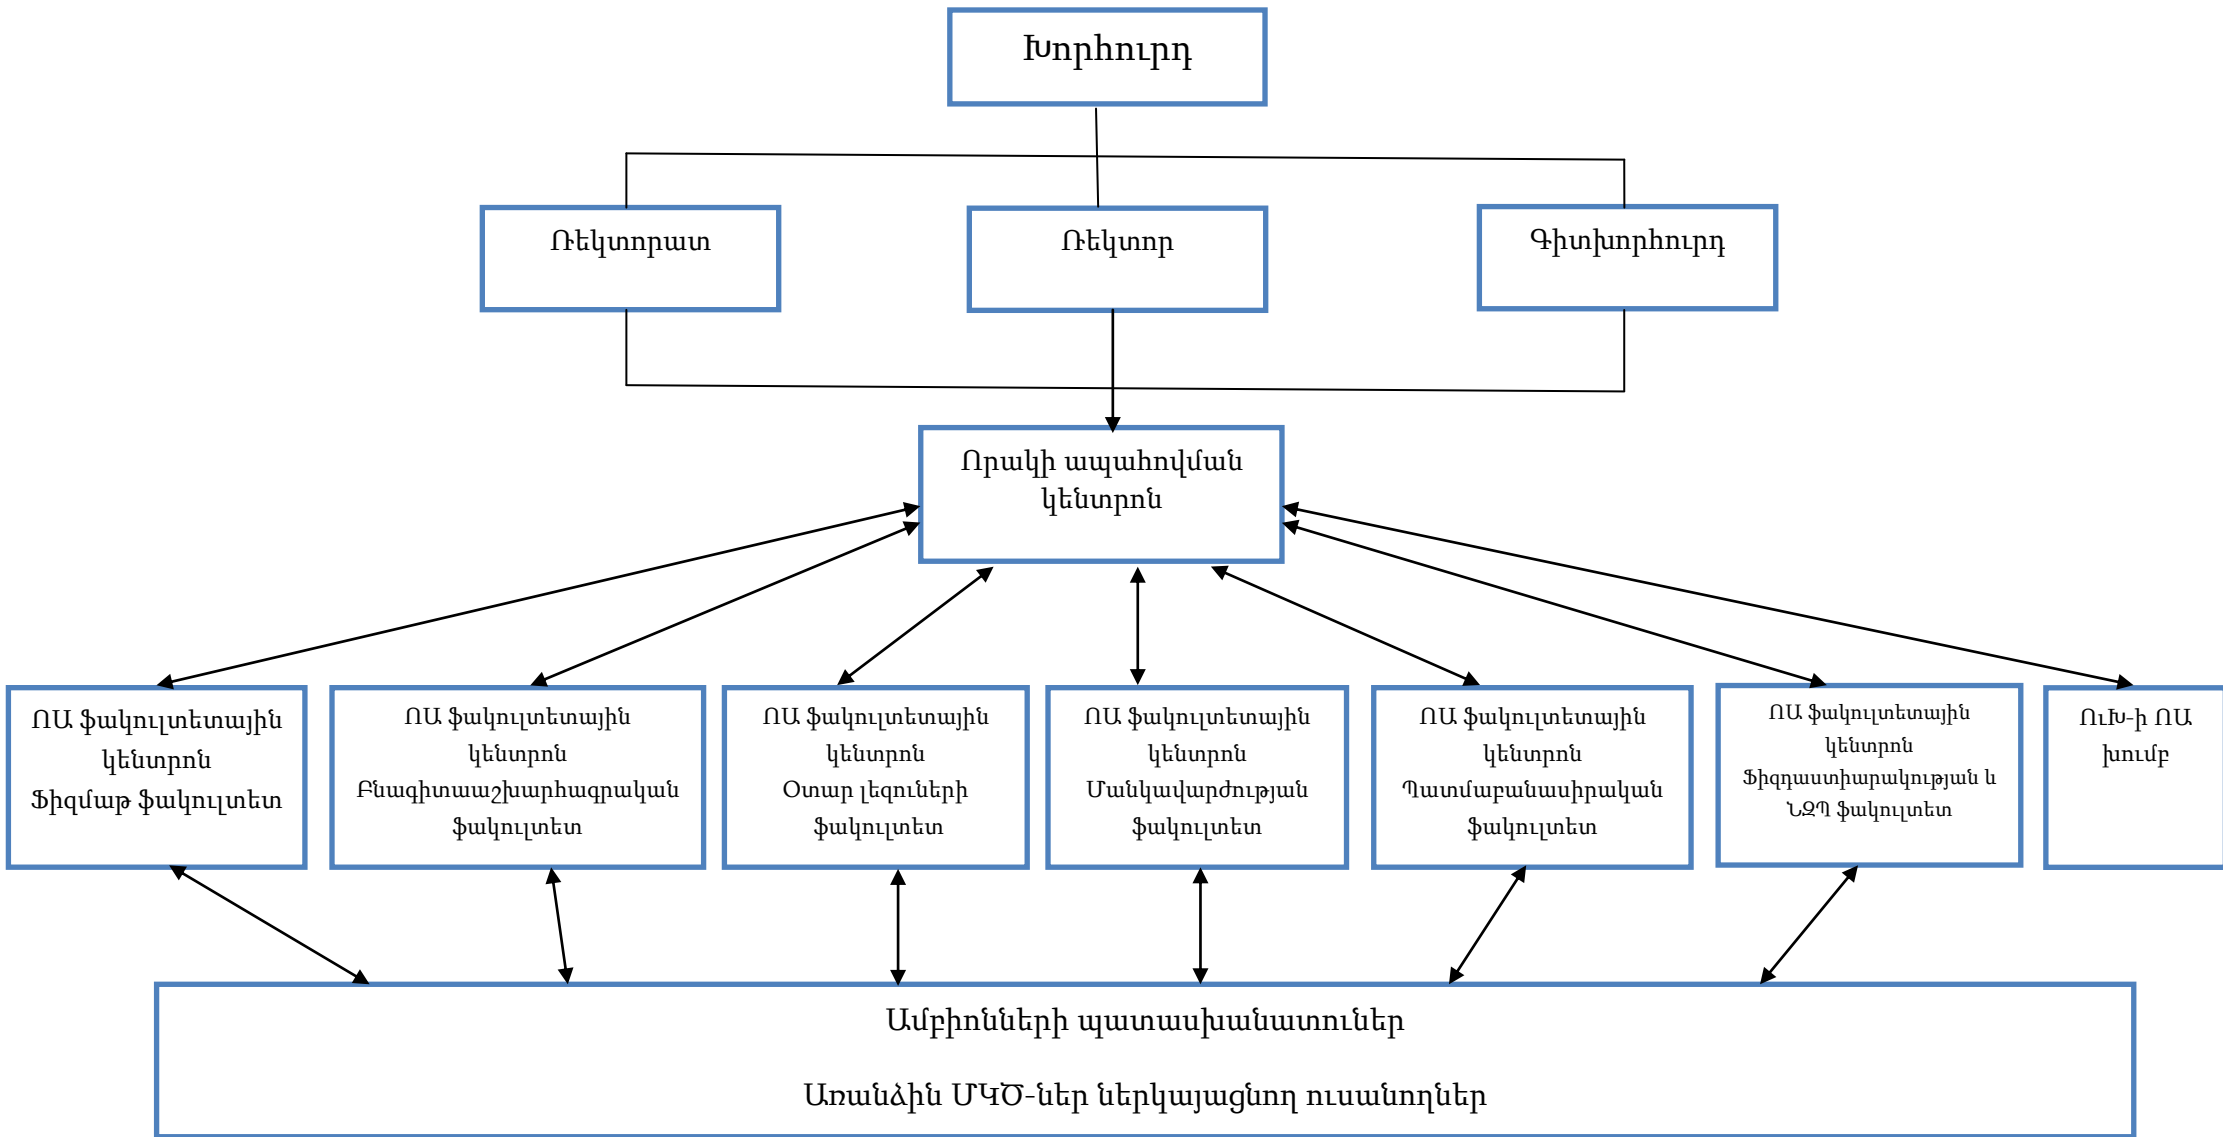 Խորհուրդ
Ռեկտորատ
Ռեկտոր
Գիտխորհուրդ
Որակի ապահովման
կենտրոն
ՈԱ ֆակուլտետային
կենտրոն
Ֆիզմաթ ֆակուլտետ
ՈԱ ֆակուլտետային
կենտրոն
Բնագիտաաշխարհագրական
ֆակուլտետ
ՈԱ ֆակուլտետային
կենտրոն
Օտար լեզուների
ֆակուլտետ
ՈԱ ֆակուլտետային
կենտրոն
Մանկավարժության
ֆակուլտետ
ՈԱ ֆակուլտետային
կենտրոն
Պատմաբանասիրական
ֆակուլտետ
ՈԱ ֆակուլտետային
կենտրոն
Ֆիզդաստիարակության և
ՆԶՊ ֆակուլտետ
ՈւԽ-ի ՈԱ
խումբ
Ամբիոնների պատասխանատուներ
Առանձին ՄԿԾ-ներ ներկայացնող ուսանողներ